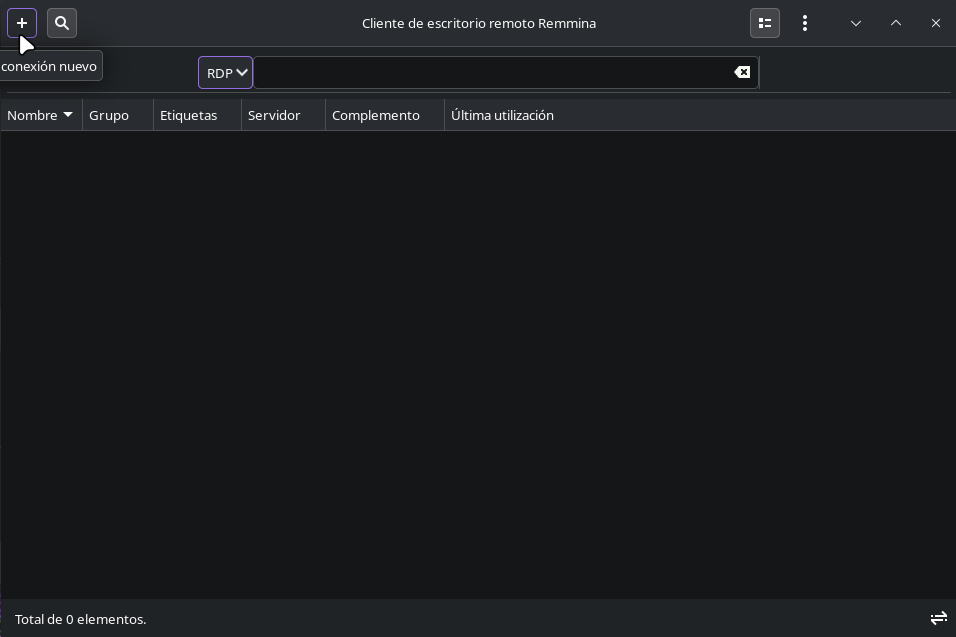 Cliente de escritorio remoto Remmina
conexión nuevo
RDP
Nombre Grupo Etiquetas Servidor Complemento Última utilización
Total de 0 elementos.